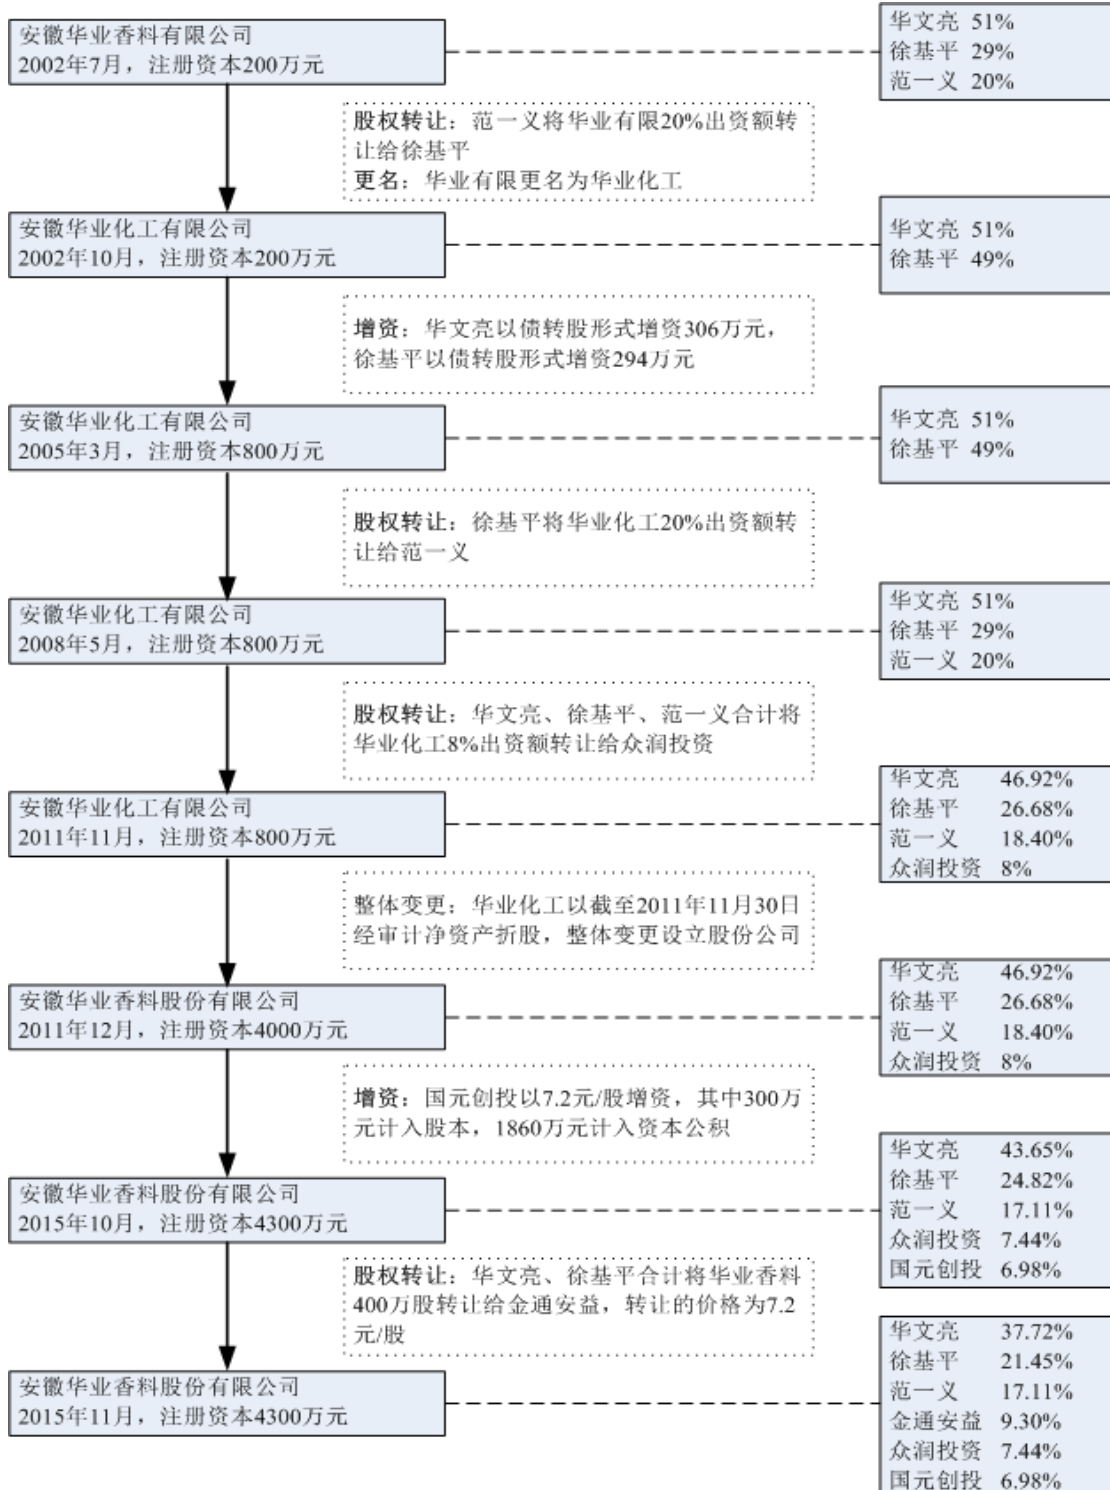 安徽华业香料有限公司
2002年7月，注册资本200万元
华文亮 51%
徐基平 29%
范一义 20%
股权转让：范一义将华业有限20%出资额转
让给徐基平
更名：华业有限更名为华业化工
安徽华业化工有限公司
2002年10月，注册资本200万元
华文亮 51%
徐基平 49%
增资：华文亮以债转股形式增资306万元，
徐基平以债转股形式增资294万元
安徽华业化工有限公司
2005年3月，注册资本800万元
华文亮 51%
徐基平 49%
股权转让：徐基平将华业化工20%出资额转
让给范一义
安徽华业化工有限公司
2008年5月，注册资本800万元
华文亮 51%
徐基平 29%
范一义 20%
股权转让：华文亮、徐基平、范一义合计将
华业化工8%出资额转让给众润投资
安徽华业化工有限公司
2011年11月，注册资本800万元
华文亮 46.92%
徐基平 26.68%
范一义 18.40%
众润投资 8%
整体变更：华业化工以截至2011年11月30日
经审计净资产折股，整体变更设立股份公司
安徽华业香料股份有限公司
2011年12月，注册资本4000万元
华文亮 46.92%
徐基平 26.68%
范一义 18.40%
众润投资 8%
增资：国元创投以7.2元/股增资，其中300万
元计入股本，1860万元计入资本公积
安徽华业香料股份有限公司
2015年10月，注册资本4300万元
华文亮 43.65%
徐基平 24.82%
范一义 17.11%
众润投资 7.44%
国元创投 6.98%
股权转让：华文亮、徐基平合计将华业香料
400万股转让给金通安益，转让的价格为7.2
元/股
安徽华业香料股份有限公司
2015年11月，注册资本4300万元
华文亮 37.72%
徐基平 21.45%
范一义 17.11%
金通安益 9.30%
众润投资 7.44%
国元创投 6.98%